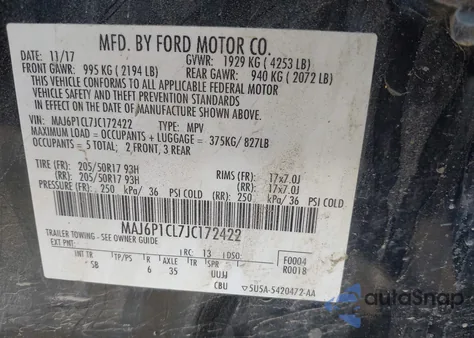 MFD. BY FORD MOTOR CO.
DATE: 11/17 GVWR: 1929 KG ( 4253 LB)
FRONT GAWR: 995 KG ( 2194 LB) REAR GAWR: 940 KG ( 2072 LB)
THIS VEHICLE CONFORMS TO ALL APPLICABLE FEDERAL MOTOR
VEHICLE SAFETY AND THEFT PREVENTION STANDARDS IN EFFECT ON
THE DATE OF MANUFACTURE SHOWN ABOVE.
VIN: MAJ6P1CL7JC172422 TYPE: MPV
MAXIMUM LOAD = OCCUPANTS + LUGGAGE = 375KG/ 827LB
OCCUPANTS = 5 TOTAL; 2 FRONT, 3 REAR
TIRE (FR): 205/50R17 93H RIMS (FR): 17x7.0J
(RR): 205/50R17 93H (RR): 17x7.0J
PRESSURE (FR): 250 kPa/ 36 PSI COLD (RR): 250 kPa/ 36 PSI COLD
MAJ6P1CL7JC172422
TRAILER TOWING - SEE OWNER GUIDE
EXT PNT: RC: 13 DSO: F0004
INT TR TP/PS R AXLE TR SPR R0018
SB 6 35 UUJJ
CBU SU5A-5420472-AA
autoSnap